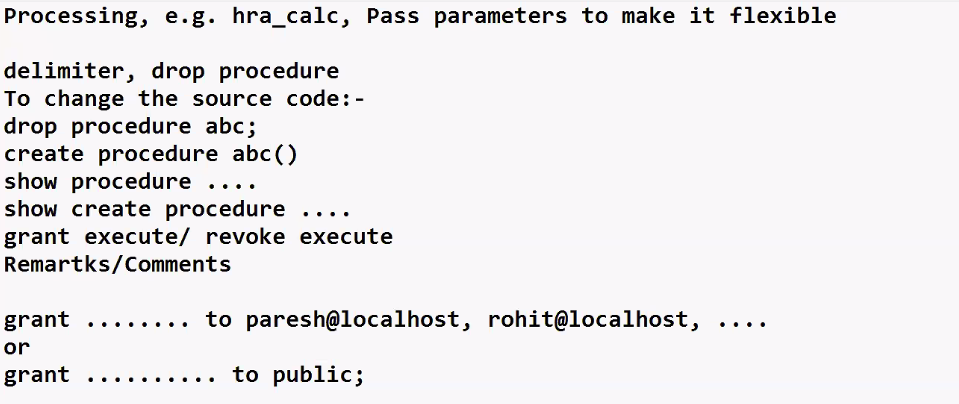 Processing, e.g. hra_calc, Pass parameters to make it flexible
delimiter, drop procedure
To change the source code:-
drop procedure abc;
create procedure abc()
show procedure ....
show create procedure ....
grant execute/ revoke execute
Remartks/Comments
grant ........ to paresh@localhost, rohit@localhost, ....
or
grant .......... to public;